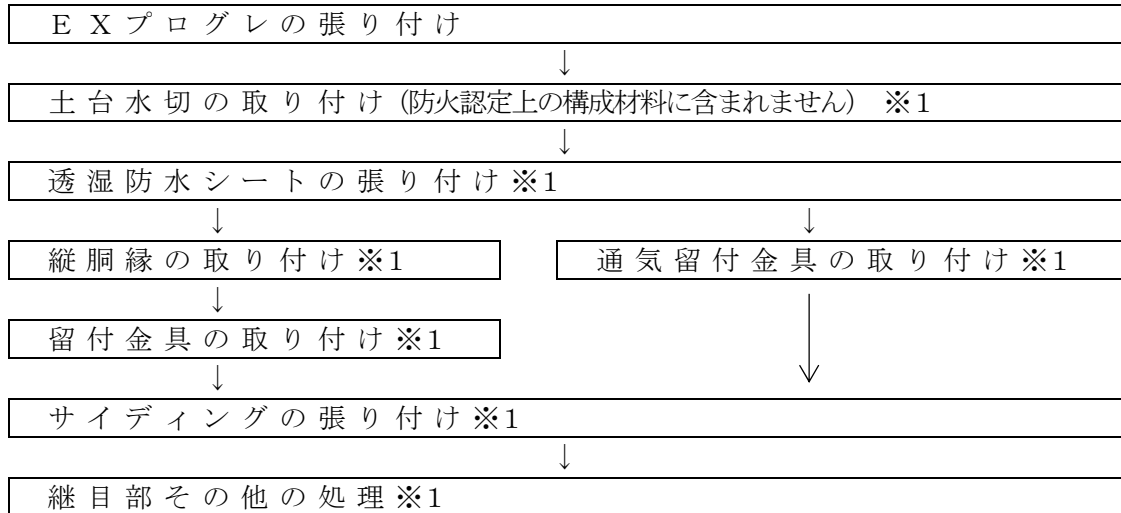 ＥＸプログレの張り付け
↓
土台水切の取り付け（防火認定上の構成材料に含まれません） ※１
↓
透湿防水シートの張り付け※１
↓ ↓
縦胴縁の取り付け※１ 通気留付金具の取り付け※１
↓
留付金具の取り付け※１
↓ ↓
サイディングの張り付け※１
↓
継目部その他の処理※１